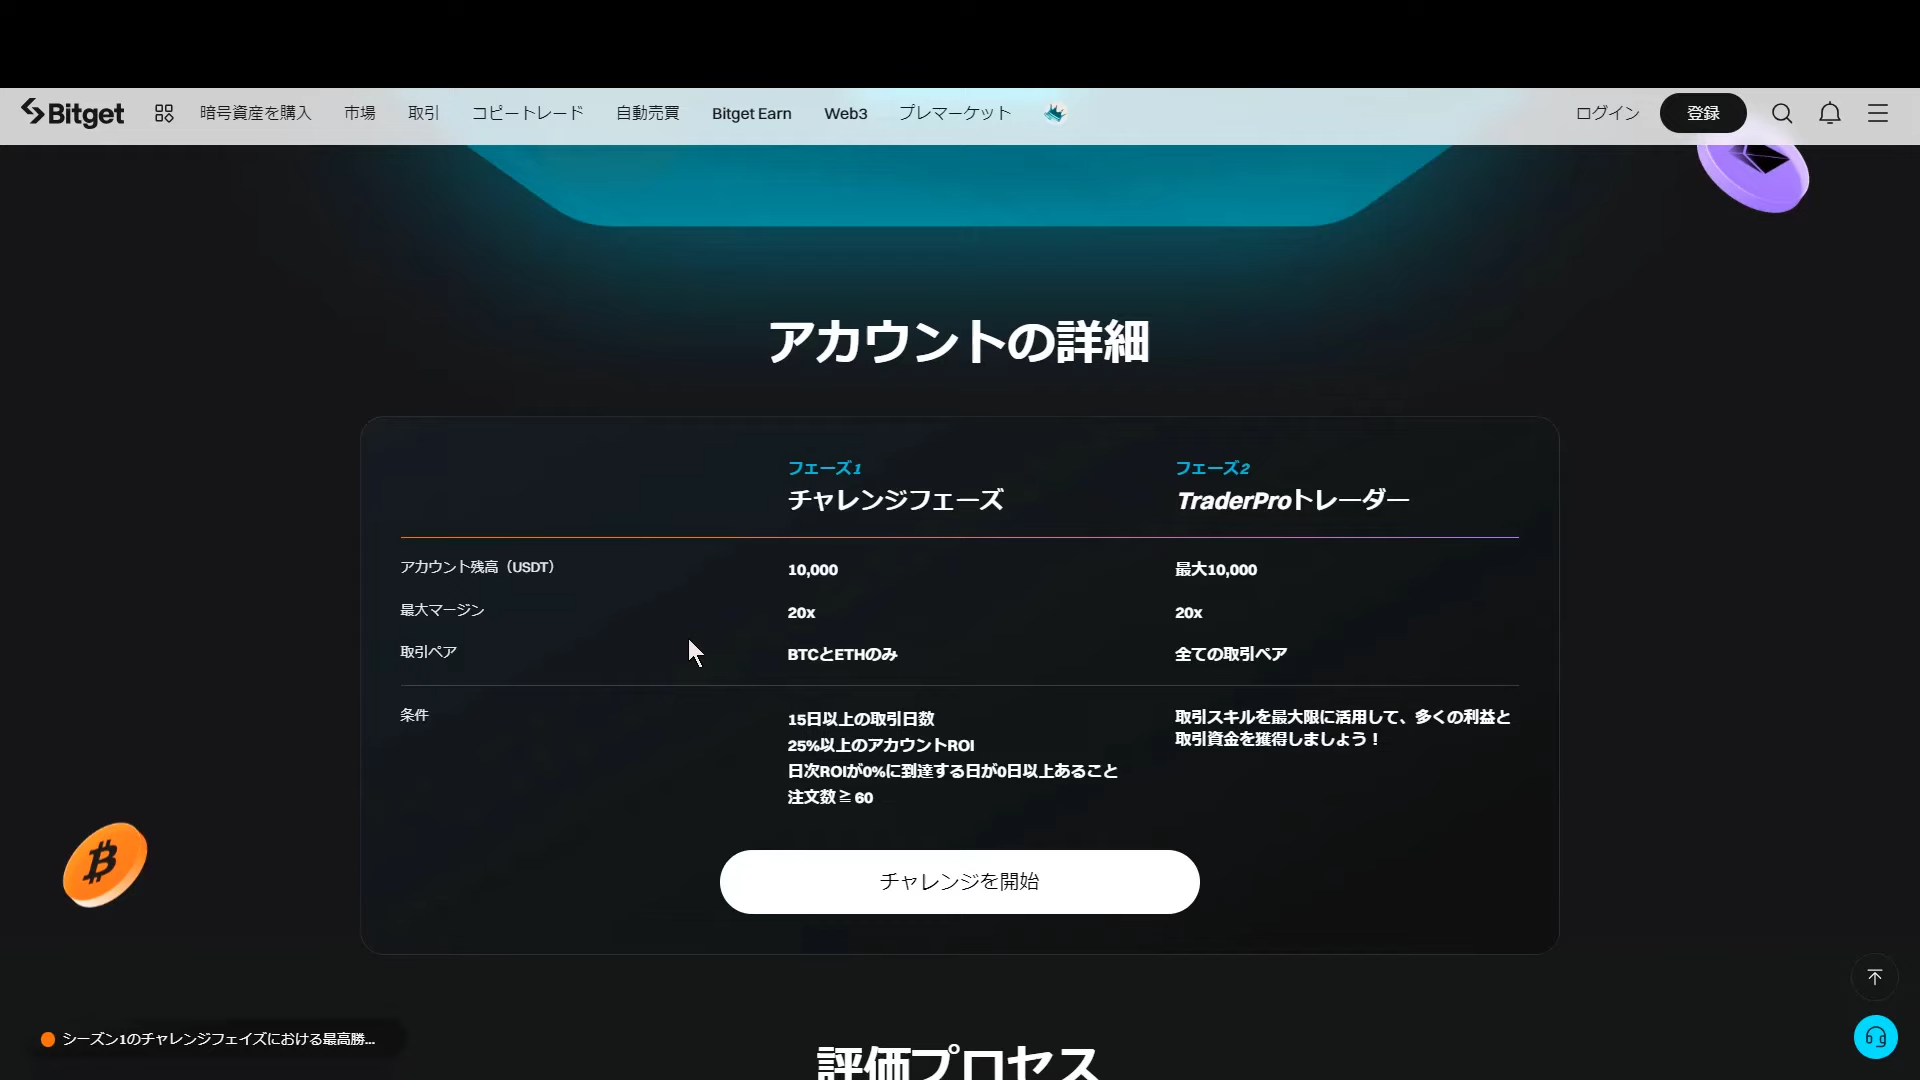 Bitget 暗号資産を購入 市場 取引 コピートレード 自動売買 Bitget Earn Web3 プレマーケット ログイン 登録
アカウントの詳細
フェーズ1 フェーズ2
チャレンジフェーズ TraderProトレーダー
アカウント残高（USDT） 10,000 最大10,000
最大マージン 20x 20x
取引ペア BTCとETHのみ 全ての取引ペア
条件 15日以上の取引日数 取引スキルを最大限に活用して、多くの利益と
25%以上のアカウントROI 取引資金を獲得しましょう！
日次ROIが0%に到達する日が0日以上あること
注文数 ≧ 60
チャレンジを開始
シーズン1のチャレンジフェイズにおける最高勝...
評価プロセス